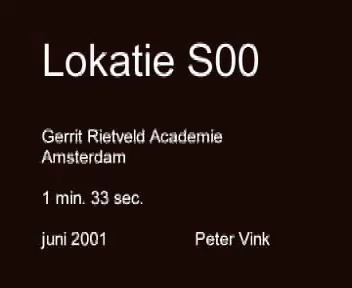 Lokatie S00
Gerrit Rietveld Academie
Amsterdam
1 min. 33 sec.
juni 2001 Peter Vink